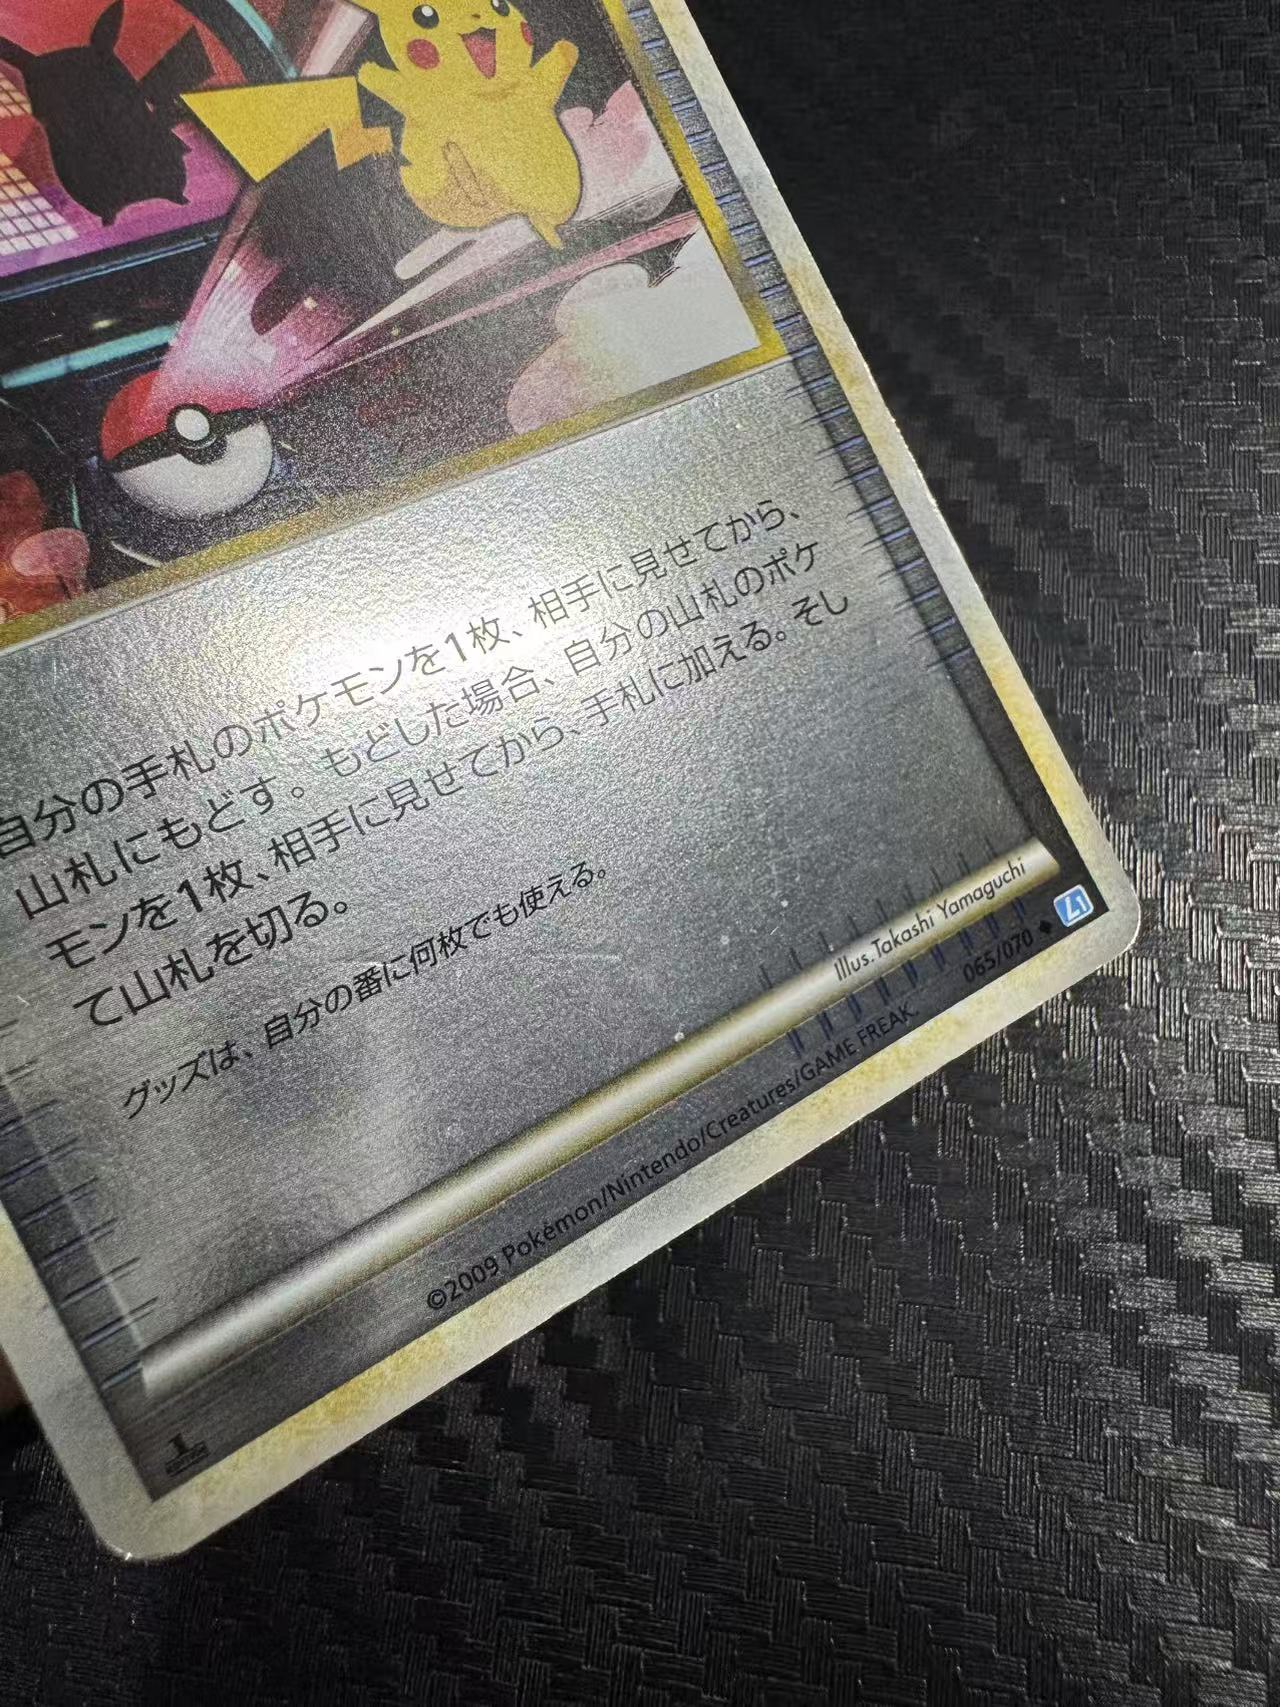 自分の手札のポケモンを1枚、相手に見せてから、
山札にもどす。もどした場合、自分の山札のポケ
モンを1枚、相手に見せてから、手札に加える。そし
て山札を切る。
グッズは、自分の番に何枚でも使える。
Illus. Takashi Yamaguchi
©2009 Pokémon/Nintendo/Creatures/GAME FREAK.
065/070 ◆ L1
1